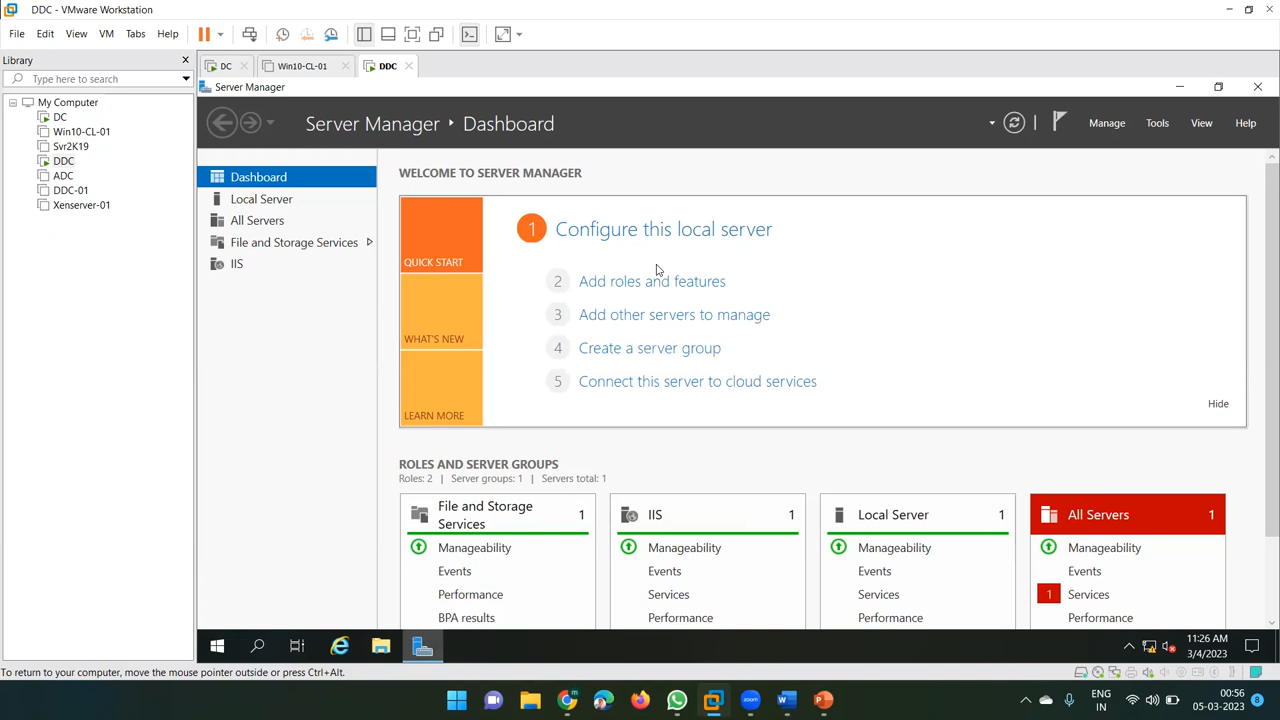 DDC - VMware Workstation
File Edit View VM Tabs Help
Library
Type here to search
My Computer
DC
Win10-CL-01
Svr2K19
DDC
ADC
DDC-01
Xenserver-01
DC Win10-CL-01 DDC
Server Manager
Server Manager Dashboard
Manage Tools View Help
Dashboard
Local Server
All Servers
File and Storage Services
IIS
WELCOME TO SERVER MANAGER
QUICK START
WHAT'S NEW
LEARN MORE
1 Configure this local server
2 Add roles and features
3 Add other servers to manage
4 Create a server group
5 Connect this server to cloud services
Hide
ROLES AND SERVER GROUPS
Roles: 2 | Server groups: 1 | Servers total: 1
File and Storage
Services 1
Manageability
Events
Performance
BPA results
IIS 1
Manageability
Events
Services
Performance
Local Server 1
Manageability
Events
Services
Performance
All Servers 1
Manageability
Events
1 Services
Performance
11:26 AM
3/4/2023
To return to your computer, move the mouse pointer outside or press Ctrl+Alt.
ENG
IN
00:56
05-03-2023